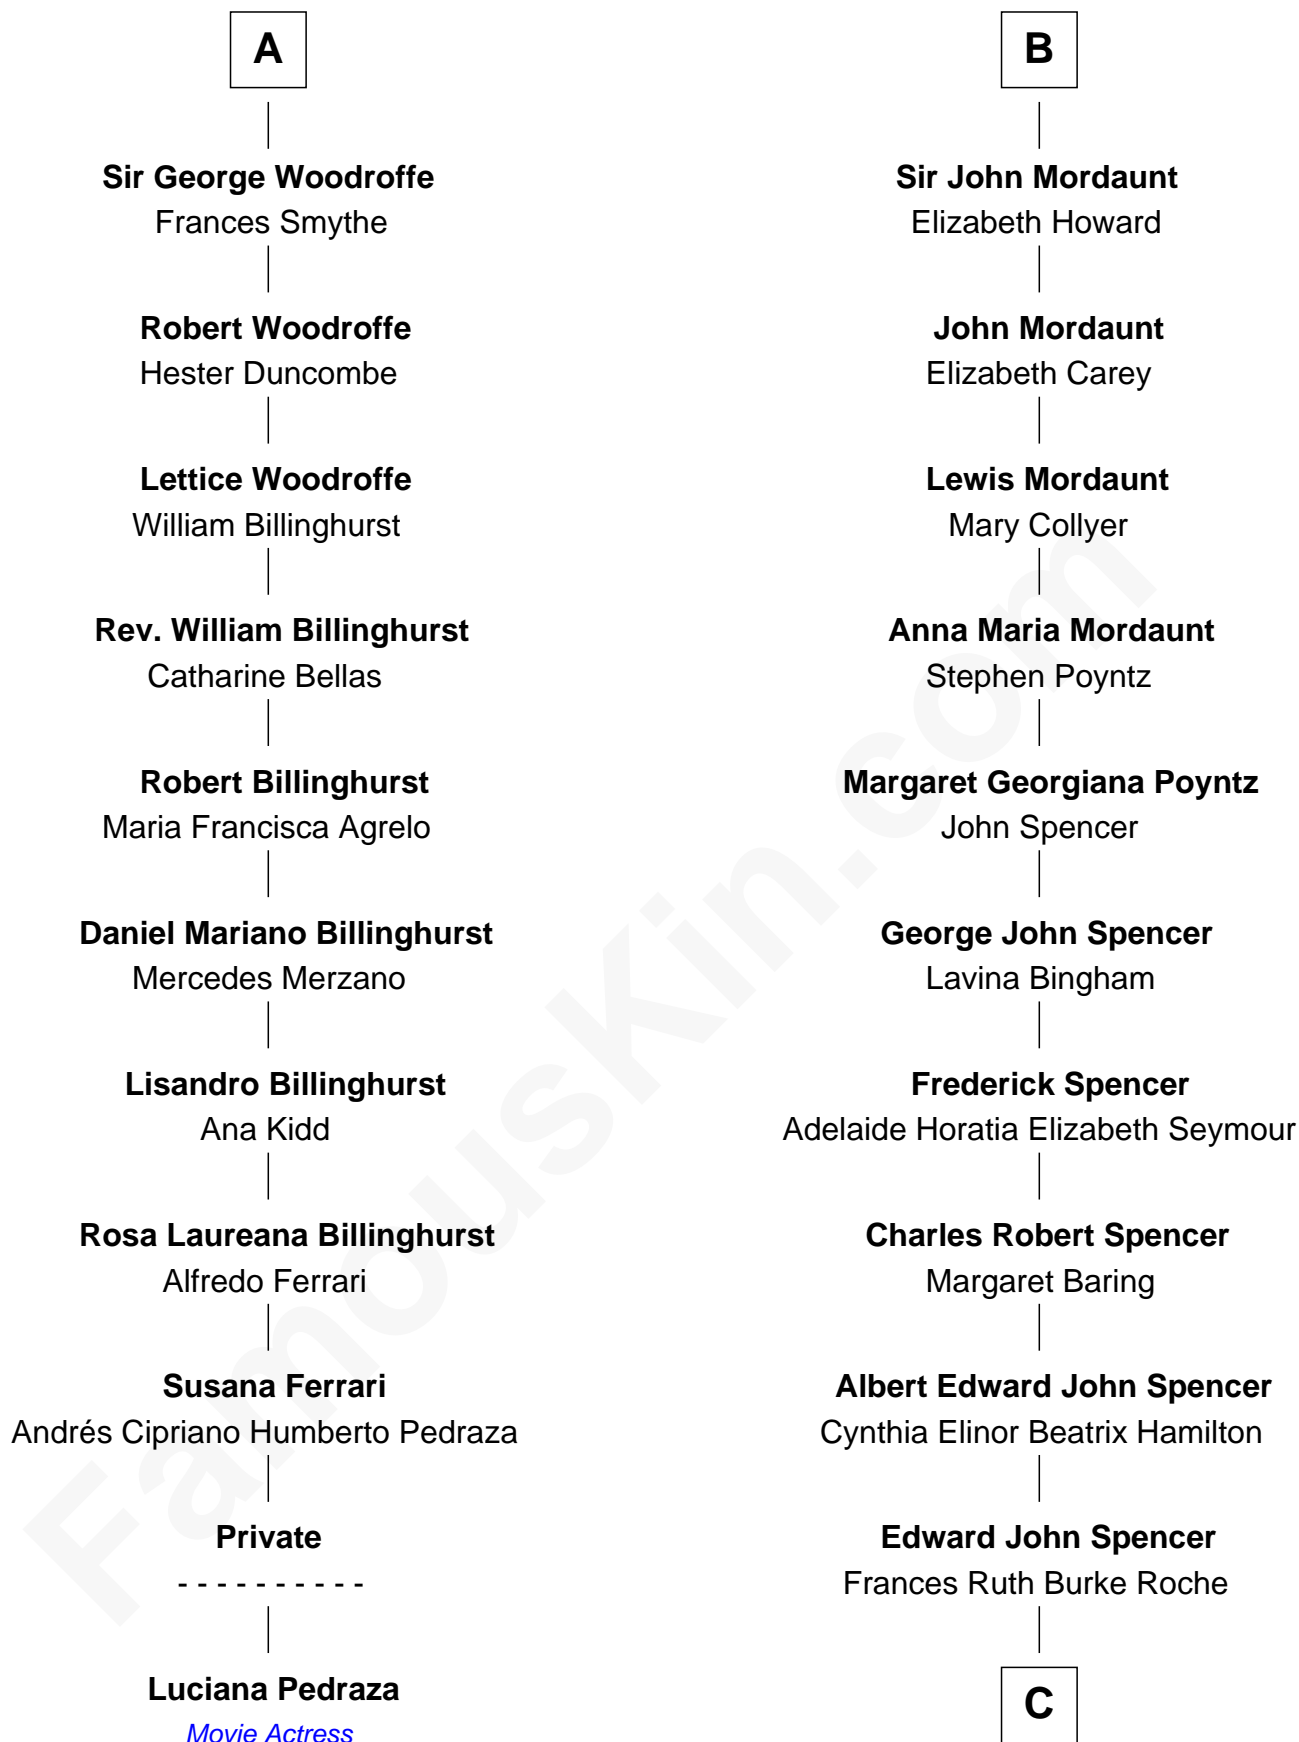 A
Sir George Woodroffe
Frances Smythe
Robert Woodroffe
Hester Duncombe
Lettice Woodroffe
William Billinghurst
Rev. William Billinghurst
Catharine Bellas
Robert Billinghurst
Maria Francisca Agrelo
Daniel Mariano Billinghurst
Mercedes Merzano
Lisandro Billinghurst
Ana Kidd
Rosa Laureana Billinghurst
Alfredo Ferrari
Susana Ferrari
Andrés Cipriano Humberto Pedraza
Private
- - - - - - - - - -
Luciana Pedraza
Movie Actress
B
Sir John Mordaunt
Elizabeth Howard
John Mordaunt
Elizabeth Carey
Lewis Mordaunt
Mary Collyer
Anna Maria Mordaunt
Stephen Poyntz
Margaret Georgiana Poyntz
John Spencer
George John Spencer
Lavina Bingham
Frederick Spencer
Adelaide Horatia Elizabeth Seymour
Charles Robert Spencer
Margaret Baring
Albert Edward John Spencer
Cynthia Elinor Beatrix Hamilton
Edward John Spencer
Frances Ruth Burke Roche
C
FamousKin.com